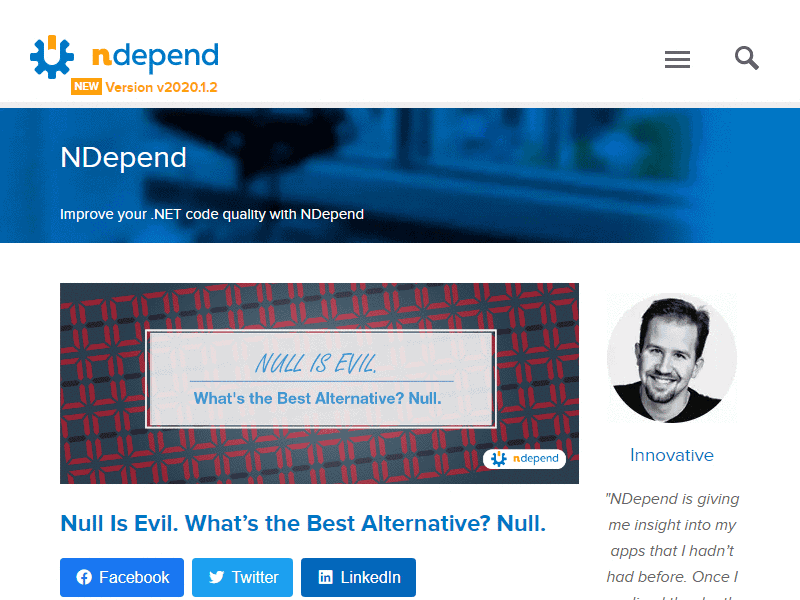 ndepend
NEW Version v2020.1.2
NDepend
Improve your .NET code quality with NDepend
NULL IS EVIL.
What's the Best Alternative? Null.
ndepend
Null Is Evil. What’s the Best Alternative? Null.
Facebook
Twitter
LinkedIn
Innovative
"NDepend is giving
me insight into my
apps that I hadn't
had before. Once I